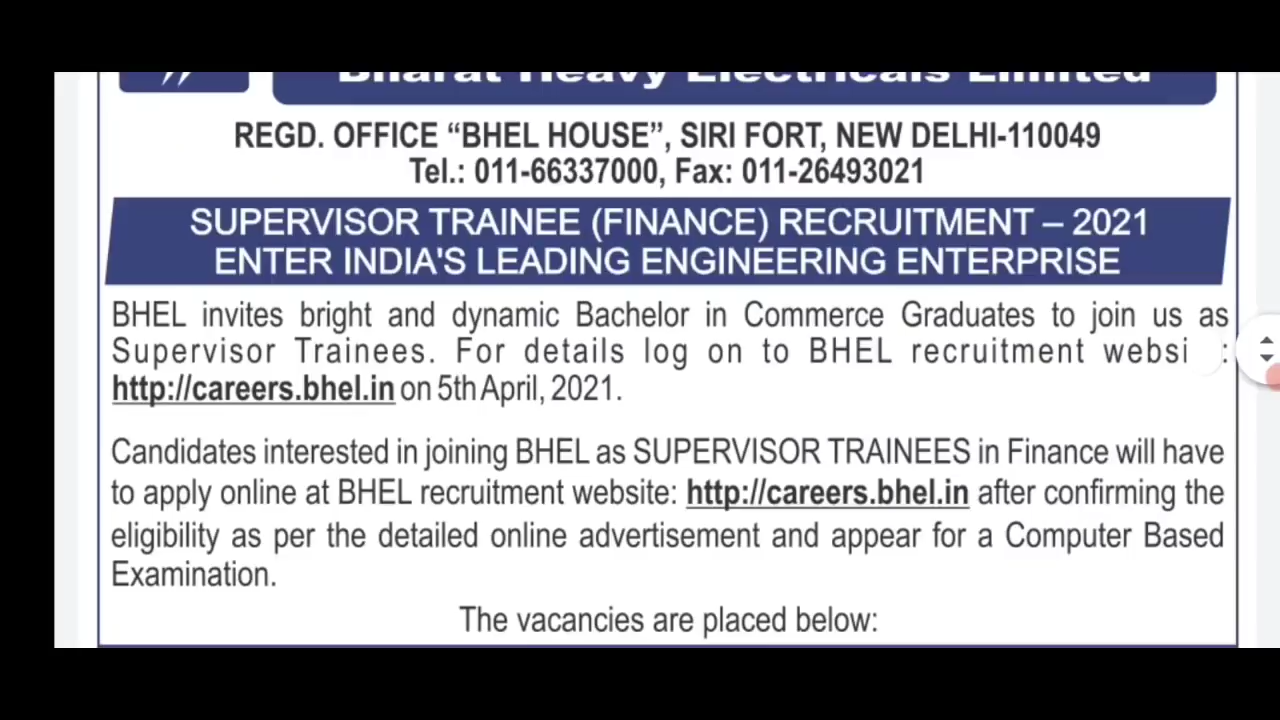 Bharat Heavy Electricals Limited
REGD. OFFICE “BHEL HOUSE”, SIRI FORT, NEW DELHI-110049
Tel.: 011-66337000, Fax: 011-26493021
SUPERVISOR TRAINEE (FINANCE) RECRUITMENT – 2021
ENTER INDIA'S LEADING ENGINEERING ENTERPRISE
BHEL invites bright and dynamic Bachelor in Commerce Graduates to join us as
Supervisor Trainees. For details log on to BHEL recruitment websi :
http://careers.bhel.in on 5th April, 2021.
Candidates interested in joining BHEL as SUPERVISOR TRAINEES in Finance will have
to apply online at BHEL recruitment website: http://careers.bhel.in after confirming the
eligibility as per the detailed online advertisement and appear for a Computer Based
Examination.
The vacancies are placed below: